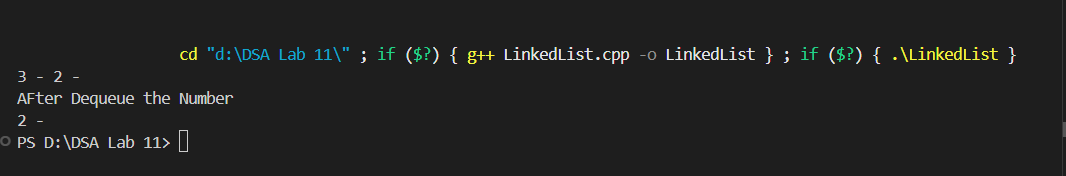 cd "d:\DSA Lab 11\" ; if ($?) { g++ LinkedList.cpp -o LinkedList } ; if ($?) { .\LinkedList }
3 - 2 -
AFter Dequeue the Number
2 -
PS D:\DSA Lab 11>